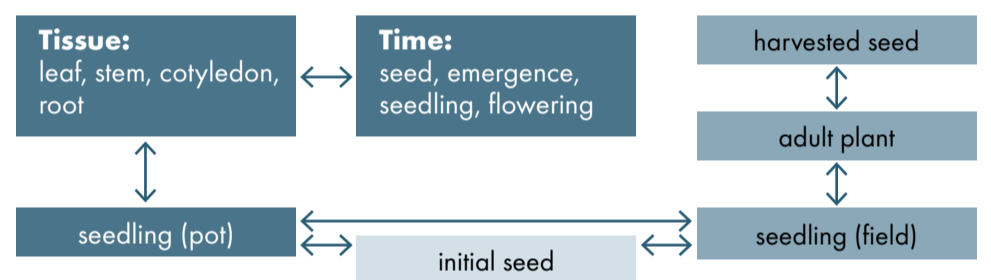 Tissue:
leaf, stem, cotyledon,
root
Time:
seed, emergence,
seedling, flowering
harvested seed
adult plant
seedling (pot)
initial seed
seedling (field)